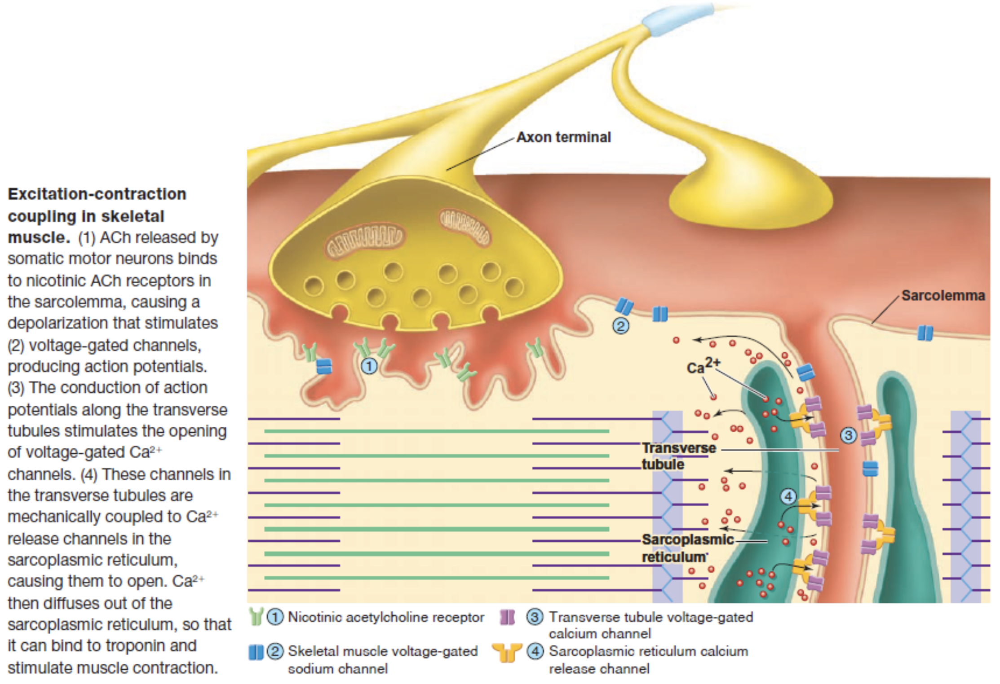 Excitation-contraction
coupling in skeletal
muscle. (1) ACh released by
somatic motor neurons binds
to nicotinic ACh receptors in
the sarcolemma, causing a
depolarization that stimulates
(2) voltage-gated channels,
producing action potentials.
(3) The conduction of action
potentials along the transverse
tubules stimulates the opening
of voltage-gated Ca²⁺
channels. (4) These channels in
the transverse tubules are
mechanically coupled to Ca²⁺
release channels in the
sarcoplasmic reticulum,
causing them to open. Ca²⁺
then diffuses out of the
sarcoplasmic reticulum, so that
it can bind to troponin and
stimulate muscle contraction.
Axon terminal
Sarcolemma
2
1
Ca²⁺
3
Transverse
tubule
4
Sarcoplasmic
reticulum
1 Nicotinic acetylcholine receptor
2 Skeletal muscle voltage-gated
sodium channel
3 Transverse tubule voltage-gated
calcium channel
4 Sarcoplasmic reticulum calcium
release channel